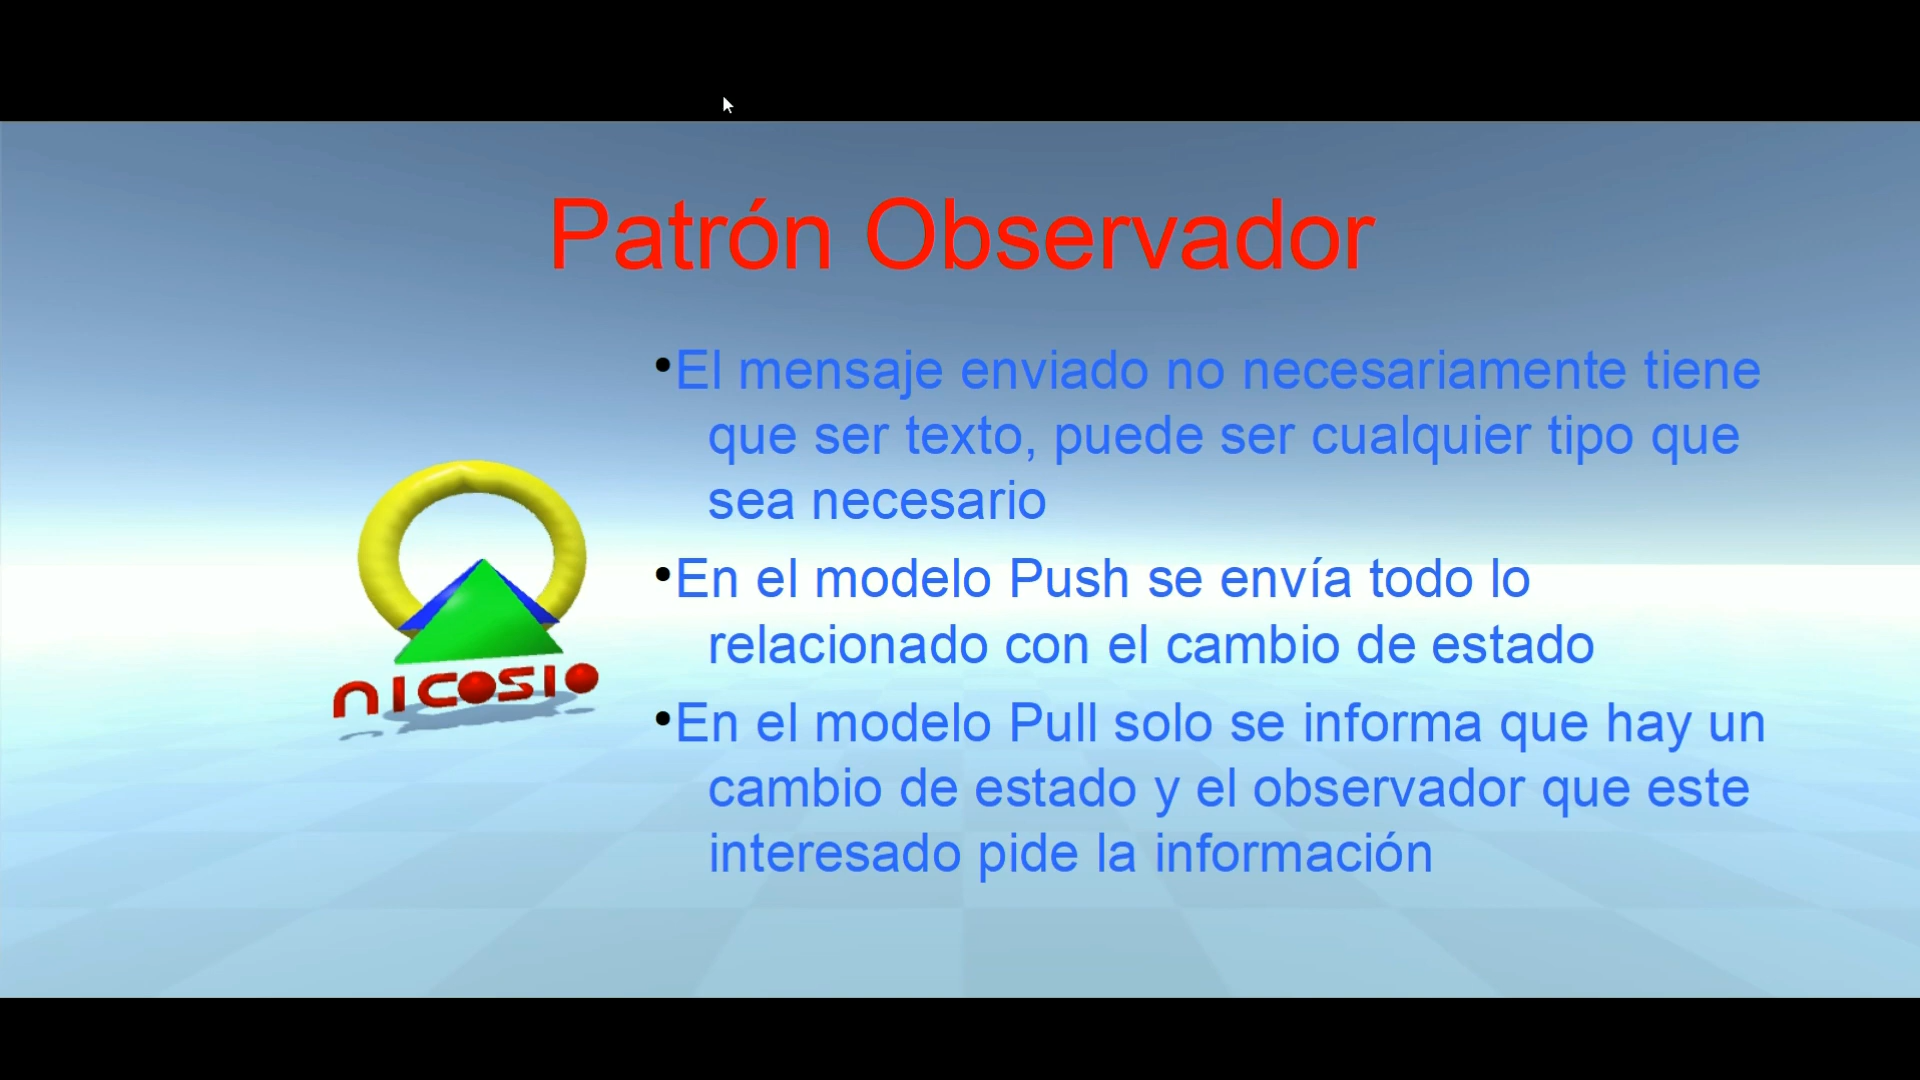 Patrón Observador
•El mensaje enviado no necesariamente tiene
que ser texto, puede ser cualquier tipo que
sea necesario
•En el modelo Push se envía todo lo
relacionado con el cambio de estado
•En el modelo Pull solo se informa que hay un
cambio de estado y el observador que este
interesado pide la información
NICOSIO